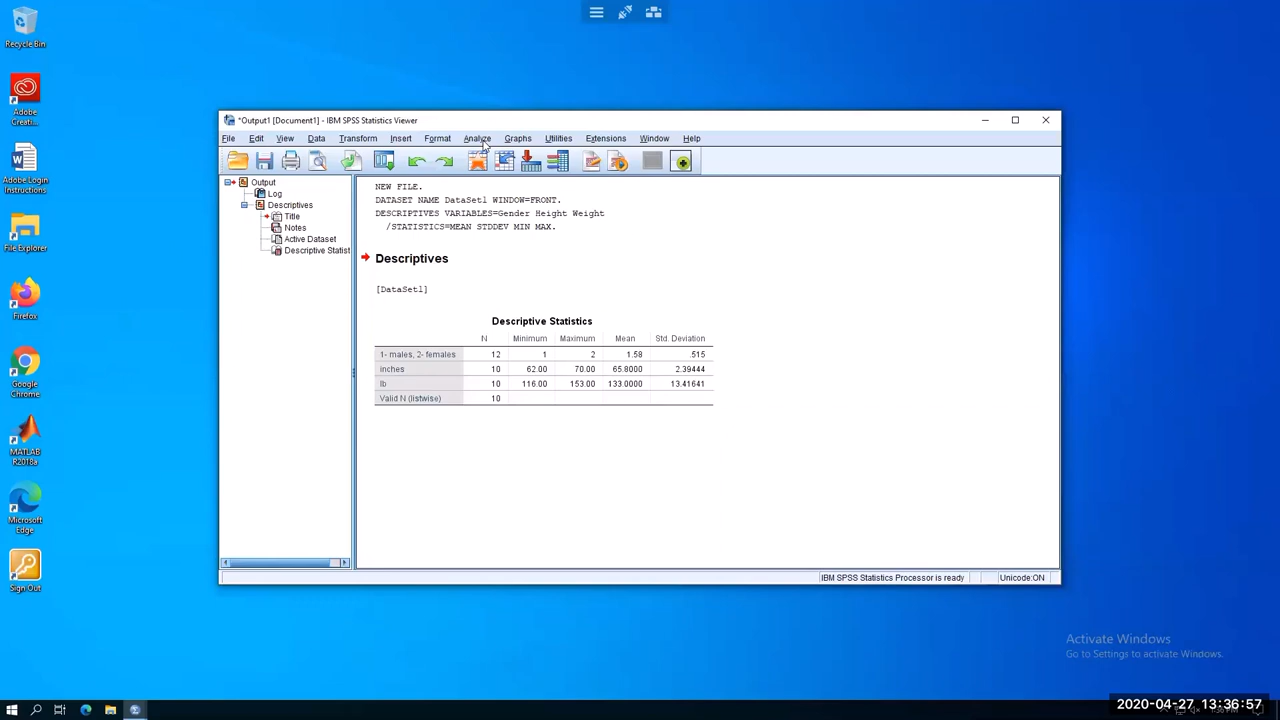 Recycle Bin
Adobe
Creati...
Adobe Login
Instructions.
File Explorer
Firefox
Google
Chrome
MATLAB
R2018a
Microsoft
Edge
Sign Out
*Output1 [Document1] - IBM SPSS Statistics Viewer
File Edit View Data Transform Insert Format Analyze Graphs Utilities Extensions Window Help
Output
Log
Descriptives
Title
Notes
Active Dataset
Descriptive Statist
NEW FILE.
DATASET NAME DataSet1 WINDOW=FRONT.
DESCRIPTIVES VARIABLES=Gender Height Weight
/STATISTICS=MEAN STDDEV MIN MAX.
Descriptives
[DataSet1]
Descriptive Statistics
N Minimum Maximum Mean Std. Deviation
1- males, 2- females 12 1 2 1.58 .515
inches 10 62.00 70.00 65.8000 2.39444
lb 10 116.00 153.00 133.0000 13.41641
Valid N (listwise) 10
IBM SPSS Statistics Processor is ready Unicode:ON
Activate Windows
Go to Settings to activate Windows.
2020-04-27 13:36:57